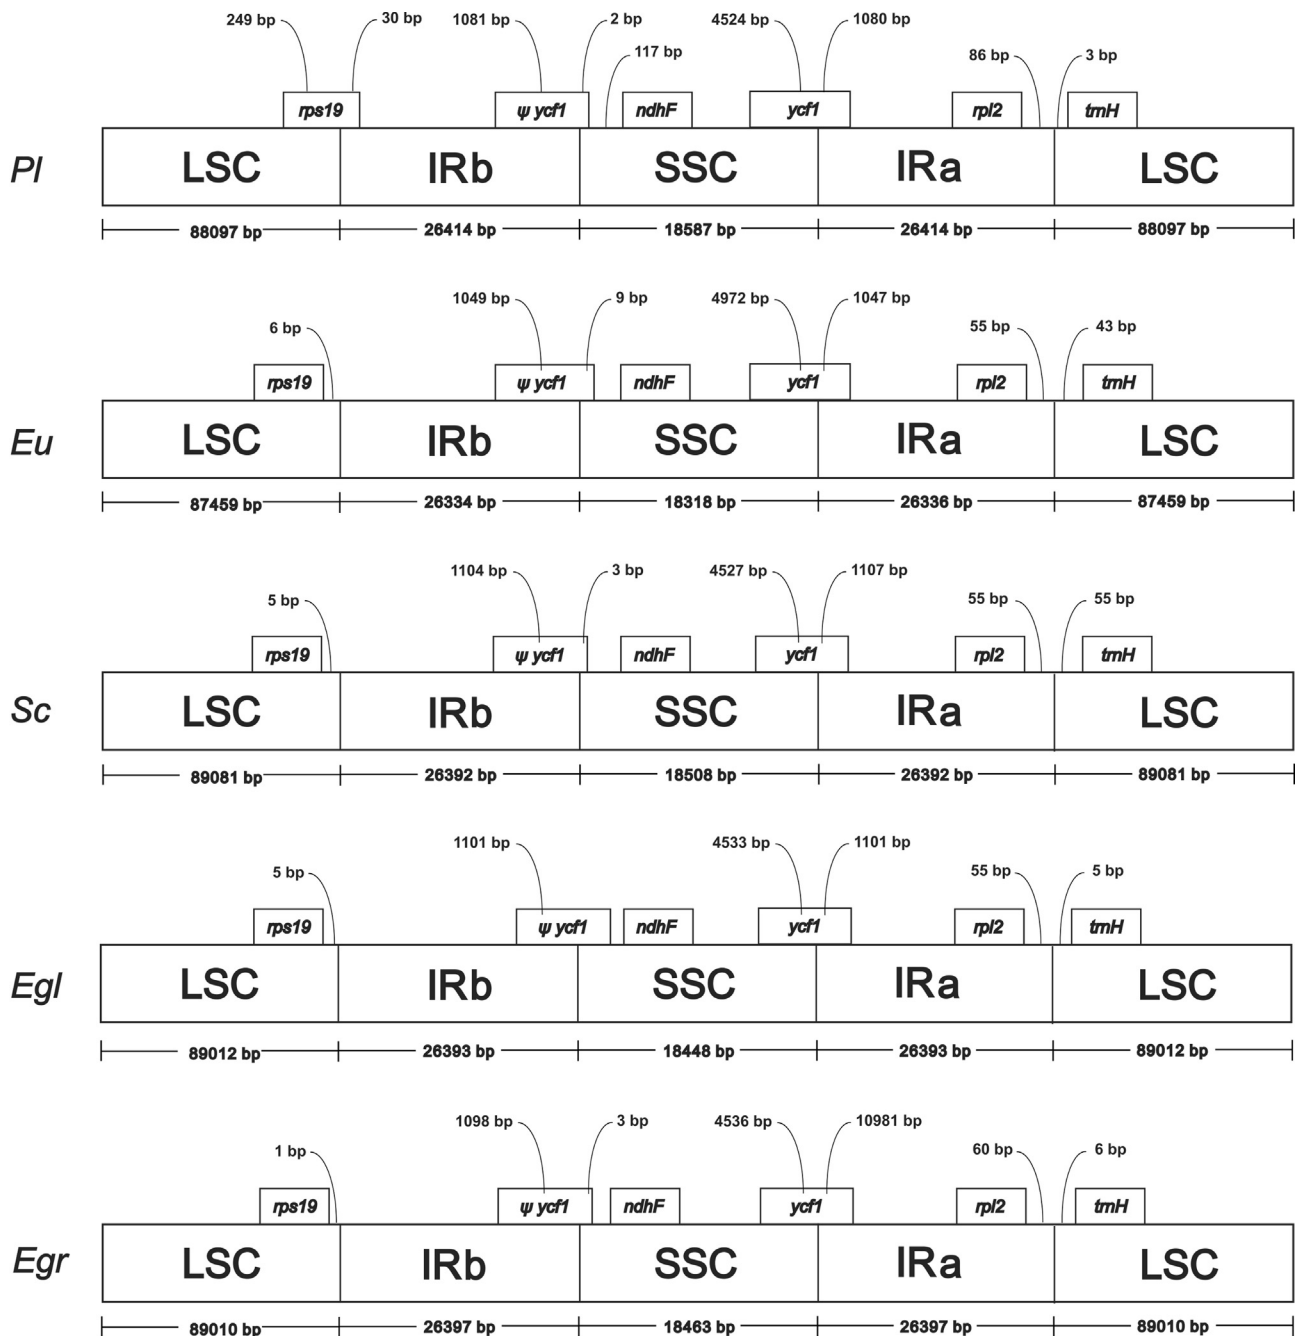 249 bp 30 bp 1081 bp 2 bp 4524 bp 1080 bp
117 bp 86 bp 3 bp
rps19 ψ ycf1 ndhF ycf1 rpl2 trnH
Pl LSC IRb SSC IRa LSC
88097 bp 26414 bp 18587 bp 26414 bp 88097 bp
1049 bp 9 bp 4972 bp 1047 bp
6 bp 55 bp 43 bp
rps19 ψ ycf1 ndhF ycf1 rpl2 trnH
Eu LSC IRb SSC IRa LSC
87459 bp 26334 bp 18318 bp 26336 bp 87459 bp
1104 bp 3 bp 4527 bp 1107 bp
5 bp 55 bp 55 bp
rps19 ψ ycf1 ndhF ycf1 rpl2 trnH
Sc LSC IRb SSC IRa LSC
89081 bp 26392 bp 18508 bp 26392 bp 89081 bp
1101 bp 4533 bp 1101 bp
5 bp 55 bp 5 bp
rps19 ψ ycf1 ndhF ycf1 rpl2 trnH
Egl LSC IRb SSC IRa LSC
89012 bp 26393 bp 18448 bp 26393 bp 89012 bp
1098 bp 3 bp 4536 bp 10981 bp
1 bp 60 bp 6 bp
rps19 ψ ycf1 ndhF ycf1 rpl2 trnH
Egr LSC IRb SSC IRa LSC
89010 bp 26397 bp 18463 bp 26397 bp 89010 bp